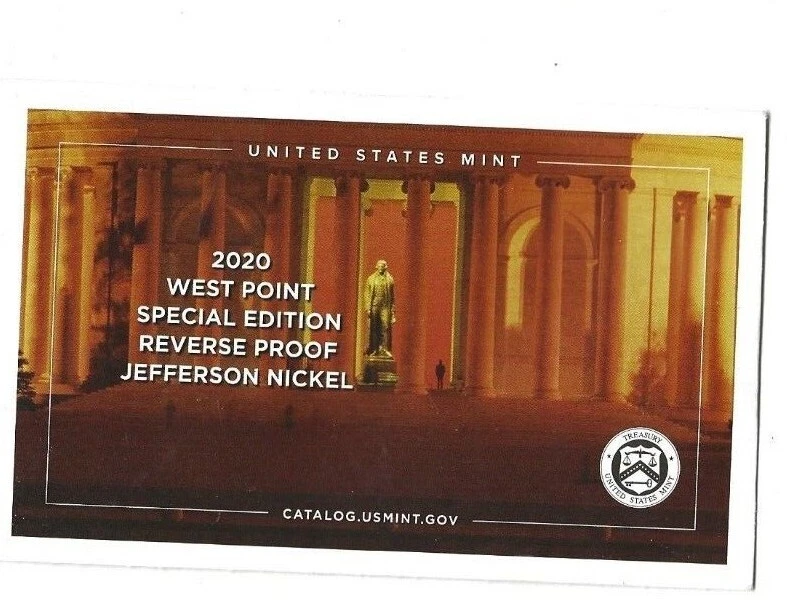 UNITED STATES MINT
2020
WEST POINT
SPECIAL EDITION
REVERSE PROOF
JEFFERSON NICKEL
TREASURY
UNITED STATES MINT
CATALOG.USMINT.GOV